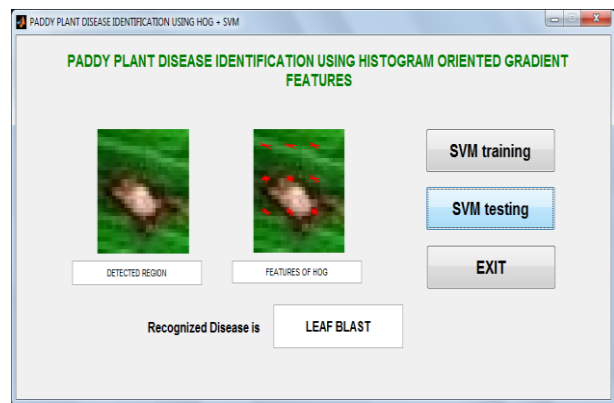 PADDY PLANT DISEASE IDENTIFICATION USING HOG + SVM
PADDY PLANT DISEASE IDENTIFICATION USING HISTOGRAM ORIENTED GRADIENT
FEATURES
SVM training
SVM testing
EXIT
DETECTED REGION
FEATURES OF HOG
Recognized Disease is
LEAF BLAST